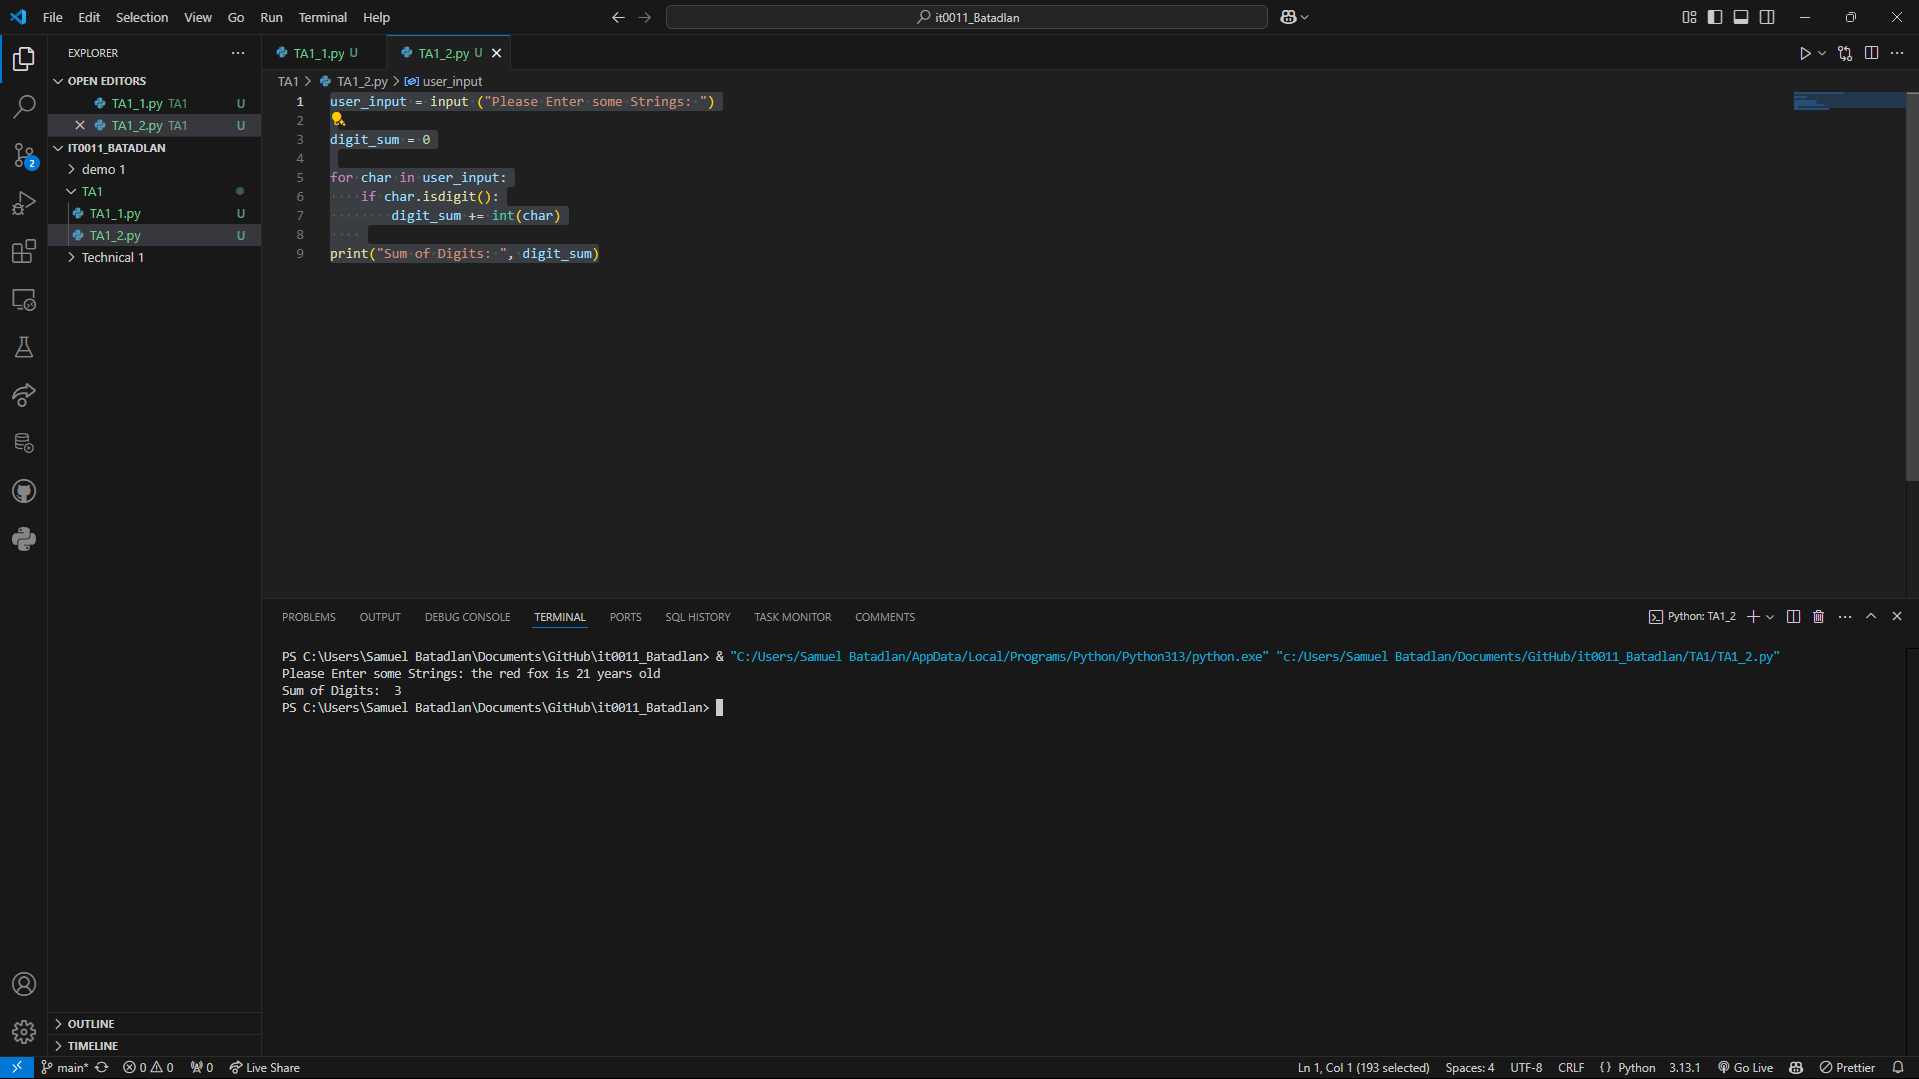 File Edit Selection View Go Run Terminal Help
it0011_Batadlan
EXPLORER
OPEN EDITORS
TA1_1.py TA1 U
TA1_2.py TA1 U
IT0011_BATADLAN
demo 1
TA1
TA1_1.py U
TA1_2.py U
Technical 1
OUTLINE
TIMELINE
2
TA1_1.py U
TA1_2.py U
TA1 > TA1_2.py > user_input
1 user_input = input ("Please Enter some Strings: ")
2
3 digit_sum = 0
4
5 for char in user_input:
6     if char.isdigit():
7         digit_sum += int(char)
8
9 print("Sum of Digits: ", digit_sum)
PROBLEMS OUTPUT DEBUG CONSOLE TERMINAL PORTS SQL HISTORY TASK MONITOR COMMENTS
Python: TA1_2
PS C:\Users\Samuel Batadlan\Documents\GitHub\it0011_Batadlan> & "C:/Users/Samuel Batadlan/AppData/Local/Programs/Python/Python313/python.exe" "c:/Users/Samuel Batadlan/Documents/GitHub/it0011_Batadlan/TA1/TA1_2.py"
Please Enter some Strings: the red fox is 21 years old
Sum of Digits:  3
PS C:\Users\Samuel Batadlan\Documents\GitHub\it0011_Batadlan>
main* 0 0 0 Live Share
Ln 1, Col 1 (193 selected) Spaces: 4 UTF-8 CRLF {} Python 3.13.1 Go Live Prettier